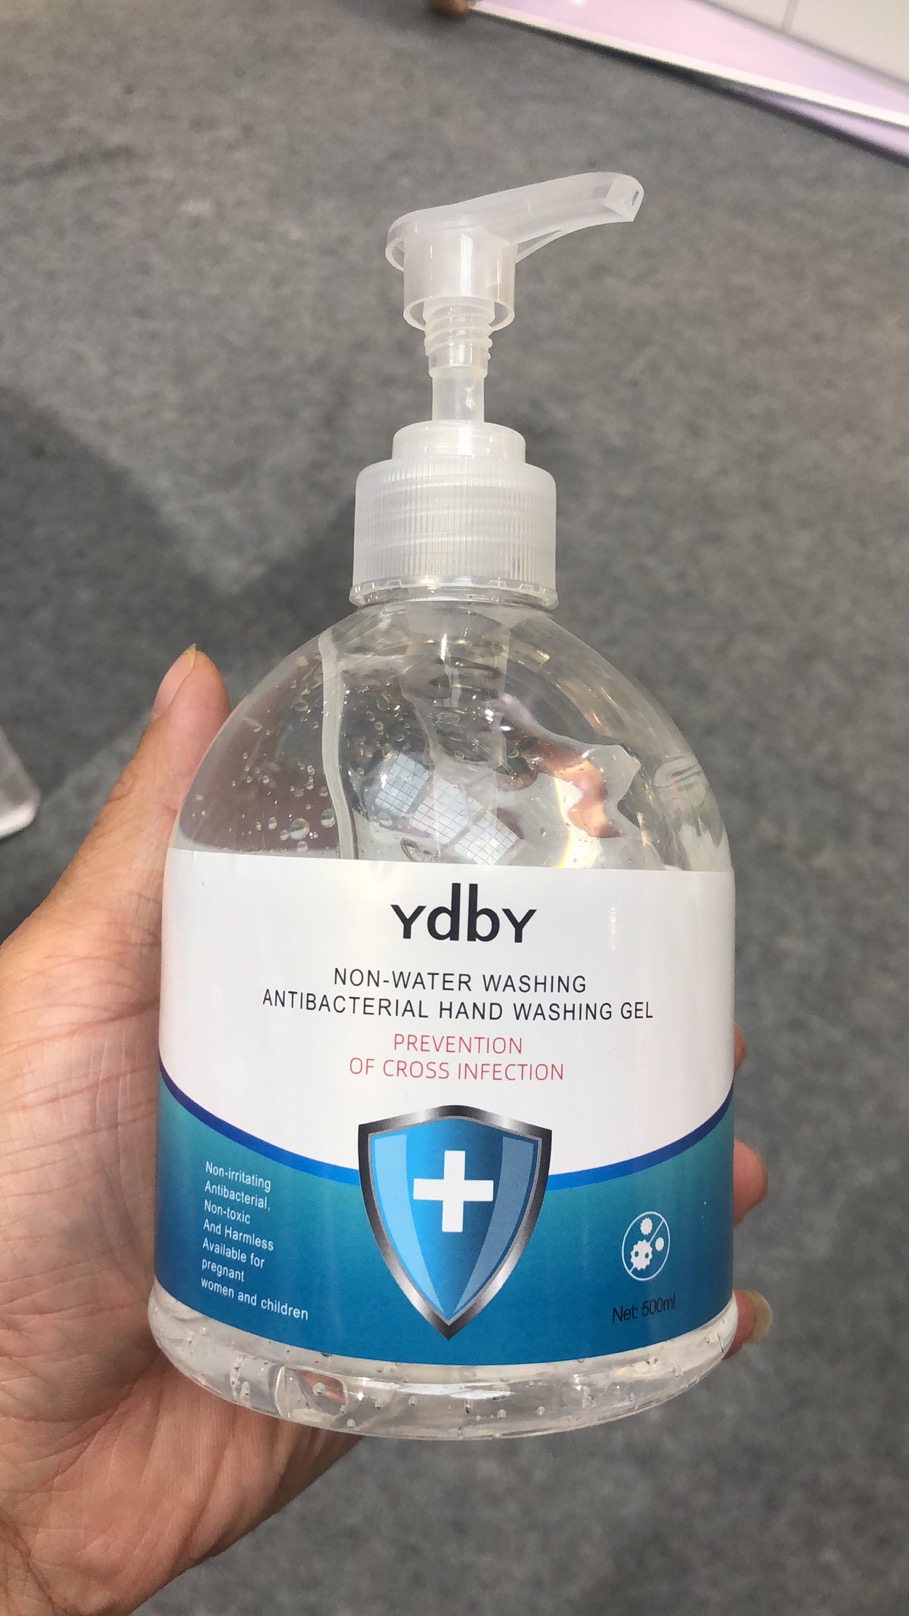 YdbY
NON-WATER WASHING
ANTIBACTERIAL HAND WASHING GEL
PREVENTION
OF CROSS INFECTION
Non-irritating
Antibacterial,
Non-toxic
And Harmless
Available for
pregnant
women and children
Net: 500ml